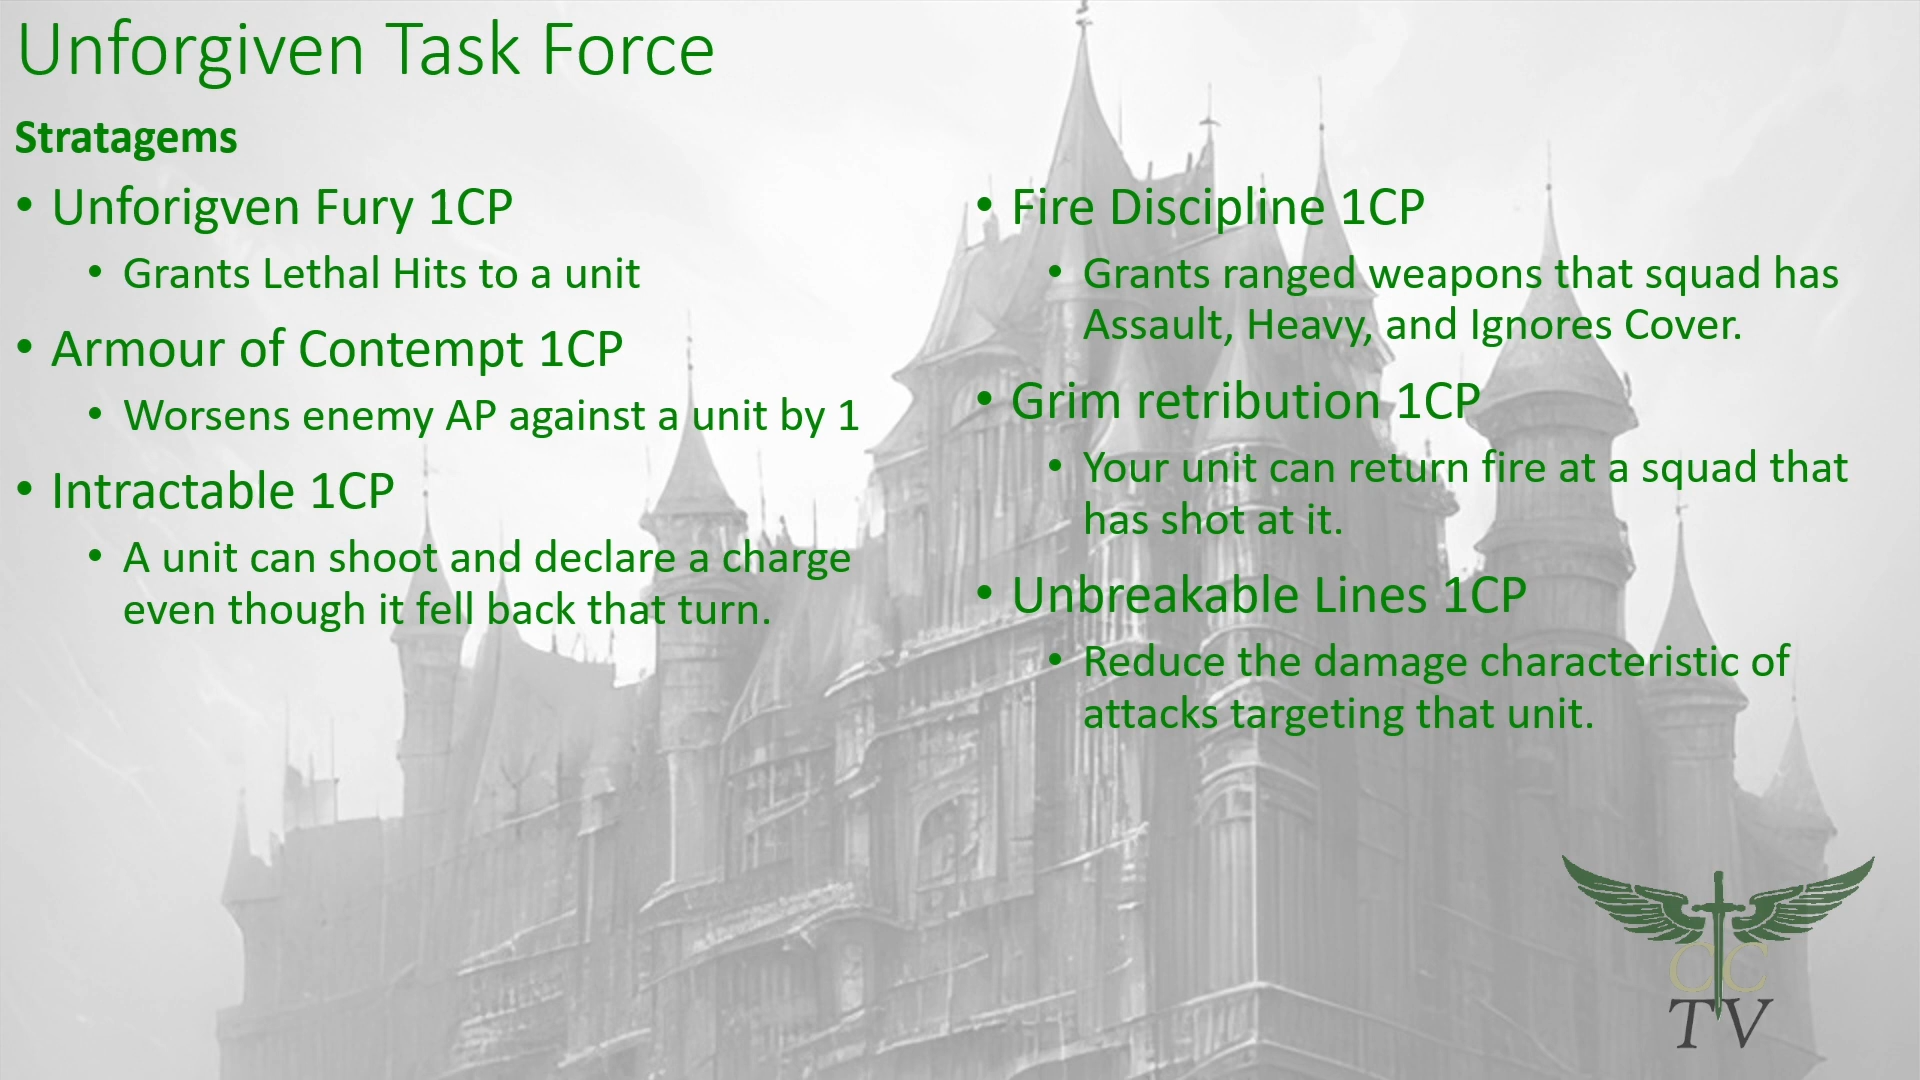 Unforgiven Task Force
Stratagems
• Unforigven Fury 1CP
• Grants Lethal Hits to a unit
• Armour of Contempt 1CP
• Worsens enemy AP against a unit by 1
• Intractable 1CP
• A unit can shoot and declare a charge
even though it fell back that turn.
• Fire Discipline 1CP
• Grants ranged weapons that squad has
Assault, Heavy, and Ignores Cover.
• Grim retribution 1CP
• Your unit can return fire at a squad that
has shot at it.
• Unbreakable Lines 1CP
• Reduce the damage characteristic of
attacks targeting that unit.
CC
TV